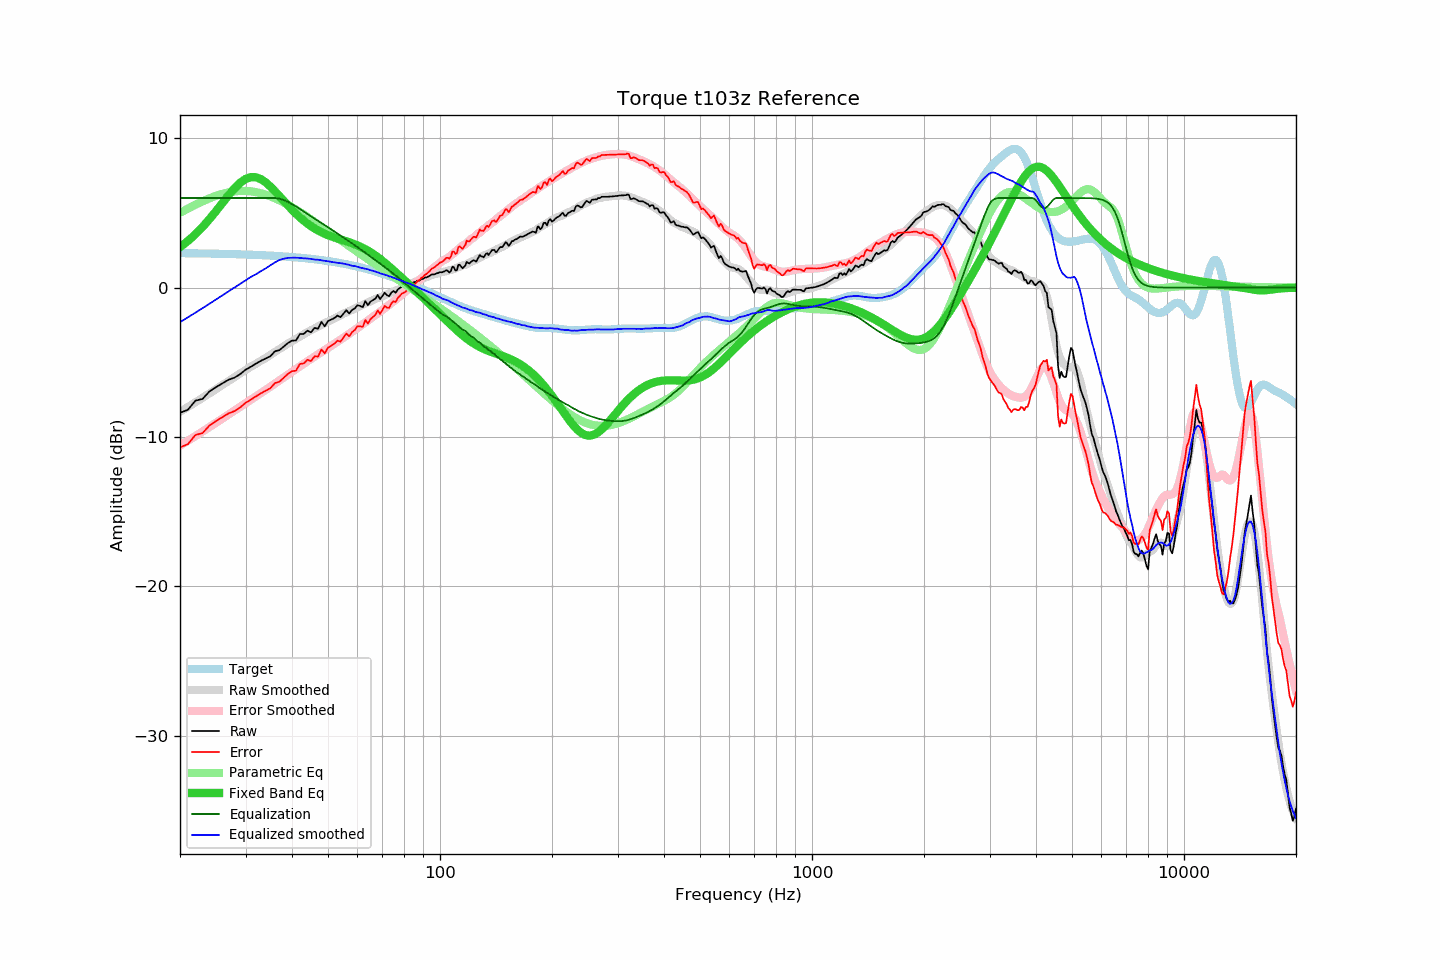 Torque t103z Reference
10
0
−10
−20
−30
Amplitude (dBr)
Target
Raw Smoothed
Error Smoothed
Raw
Error
Parametric Eq
Fixed Band Eq
Equalization
Equalized smoothed
100
1000
10000
Frequency (Hz)